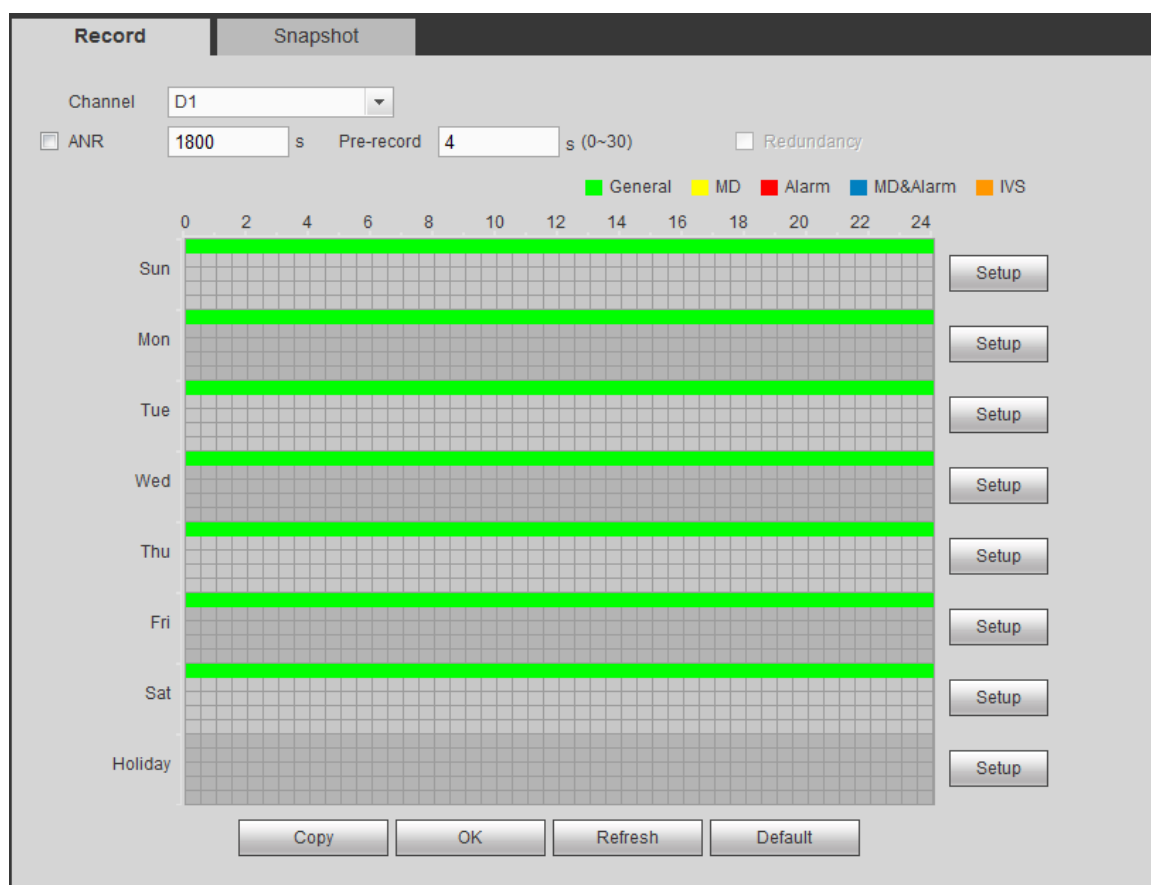 Record Snapshot
Channel D1
ANR 1800 s Pre-record 4 s (0~30) Redundancy
General MD Alarm MD&Alarm IVS
0 2 4 6 8 10 12 14 16 18 20 22 24
Sun Setup
Mon Setup
Tue Setup
Wed Setup
Thu Setup
Fri Setup
Sat Setup
Holiday Setup
Copy OK Refresh Default